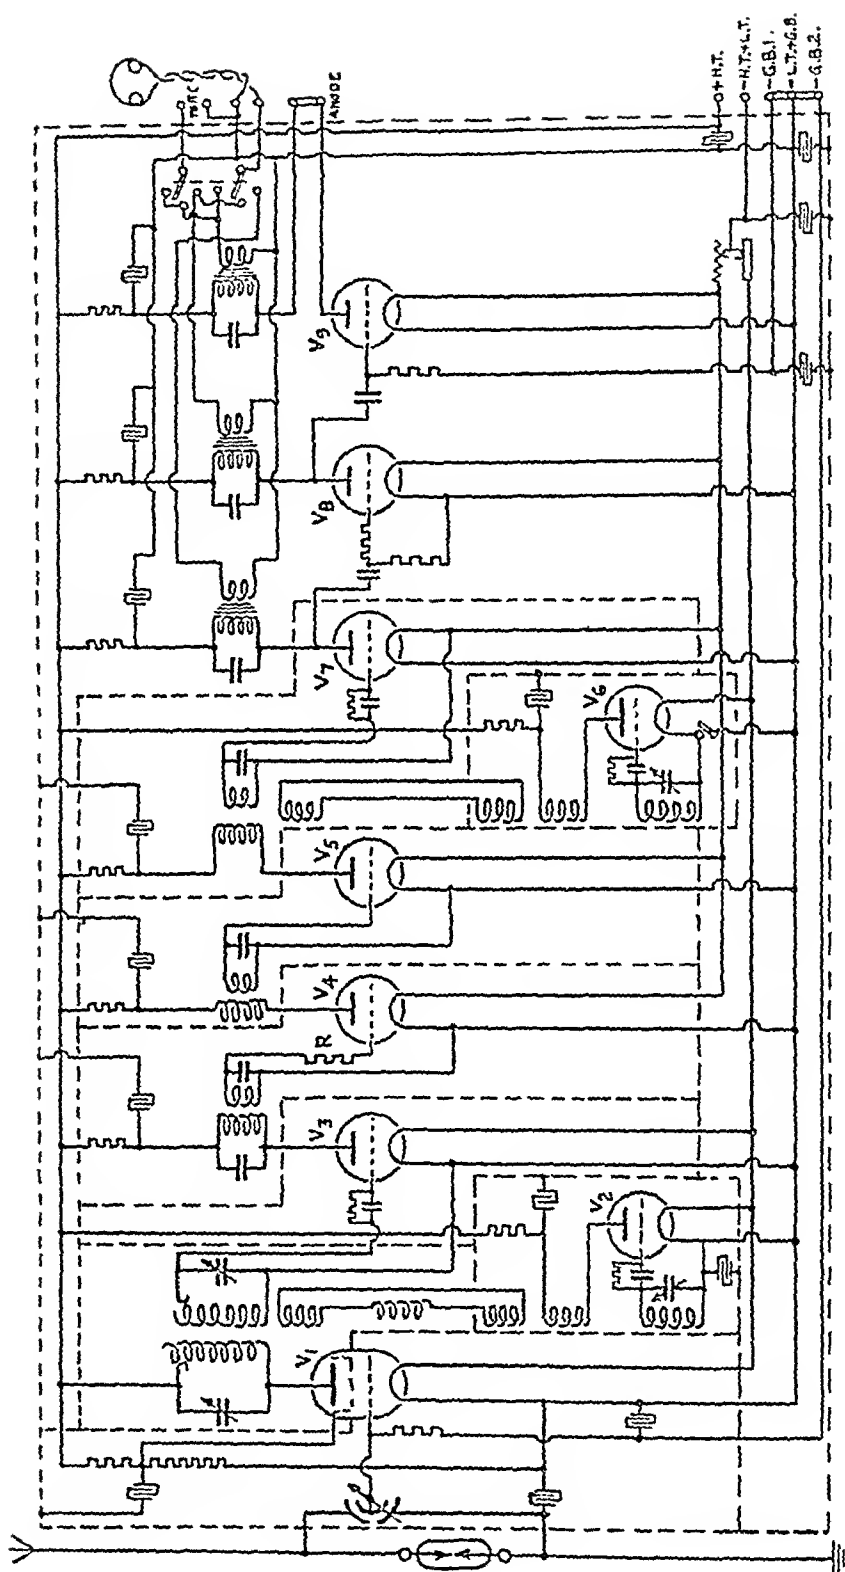 ANODE
+H.T.
-H.T.+L.T.
-G.B.1.
-L.T.+G.B.
-G.B.2.
V9
V8
V7
V6
V5
V4
R
V3
V2
V1